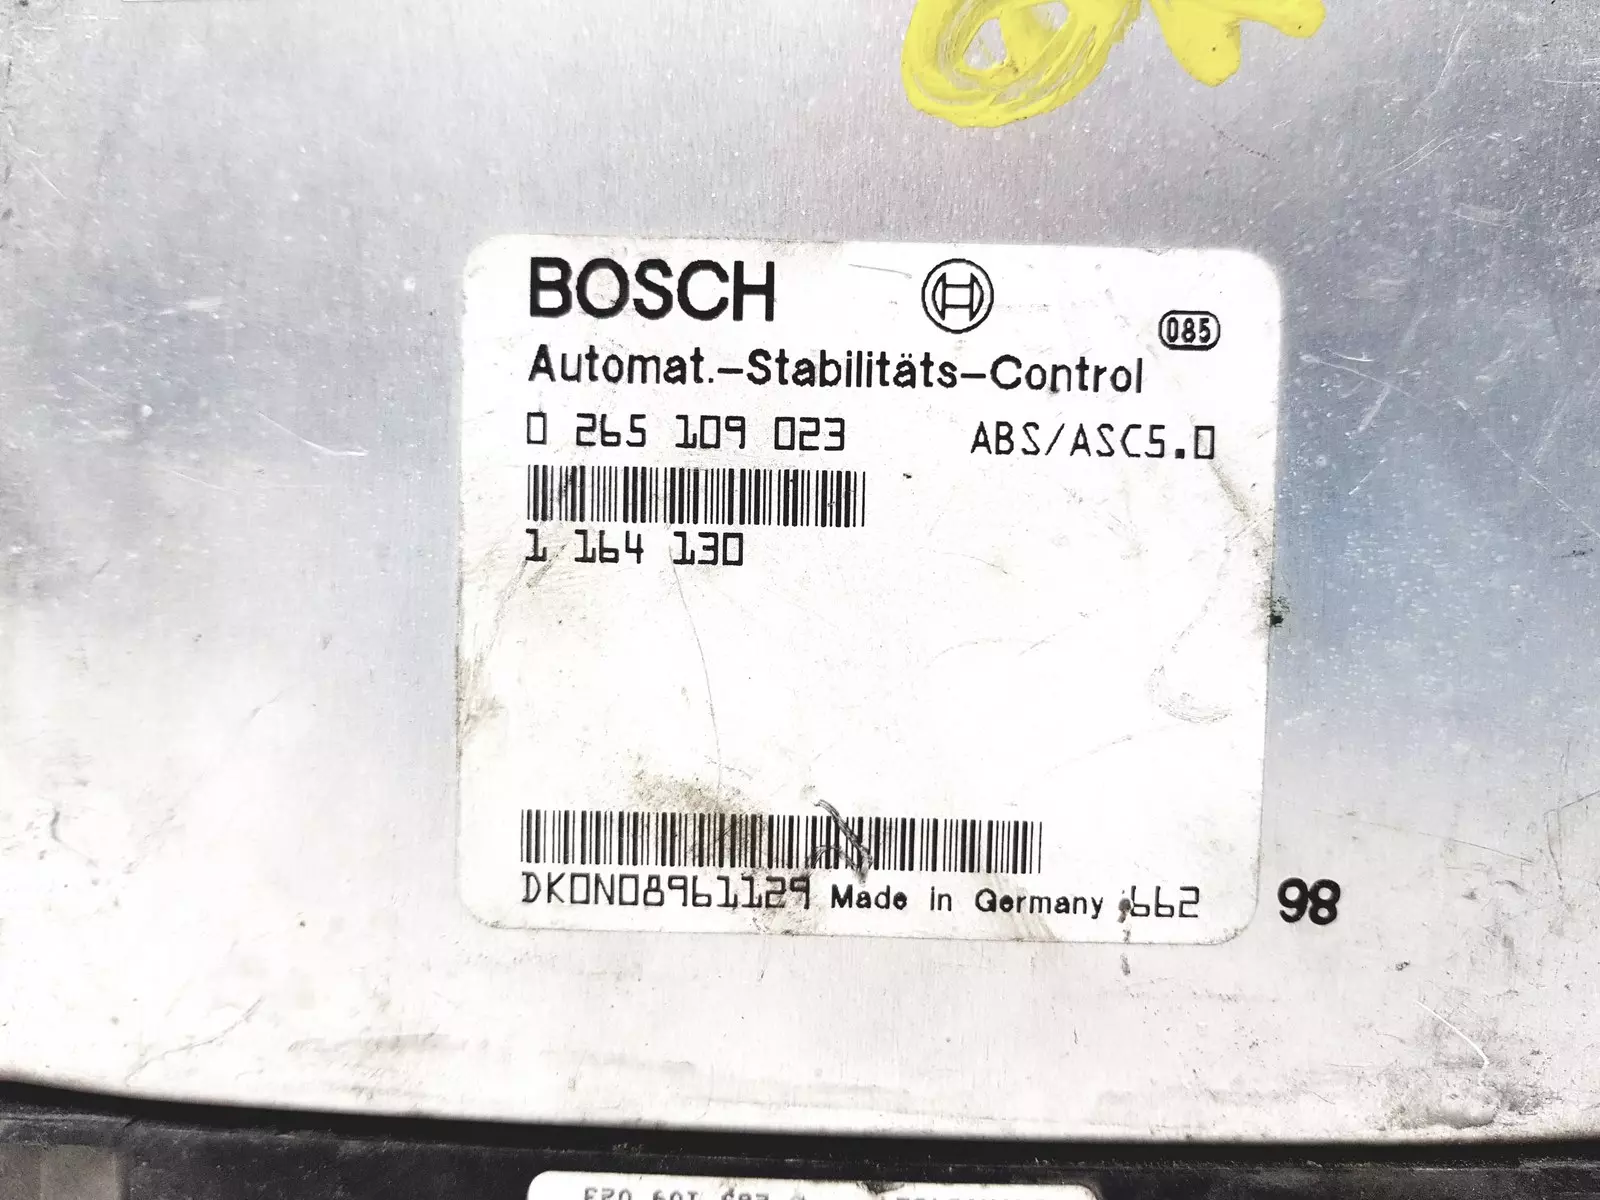 BOSCH
085
Automat.-Stabilitäts-Control
0 265 109 023 ABS/ASC5.0
1 164 130
DK0N08961129 Made in Germany 662
98